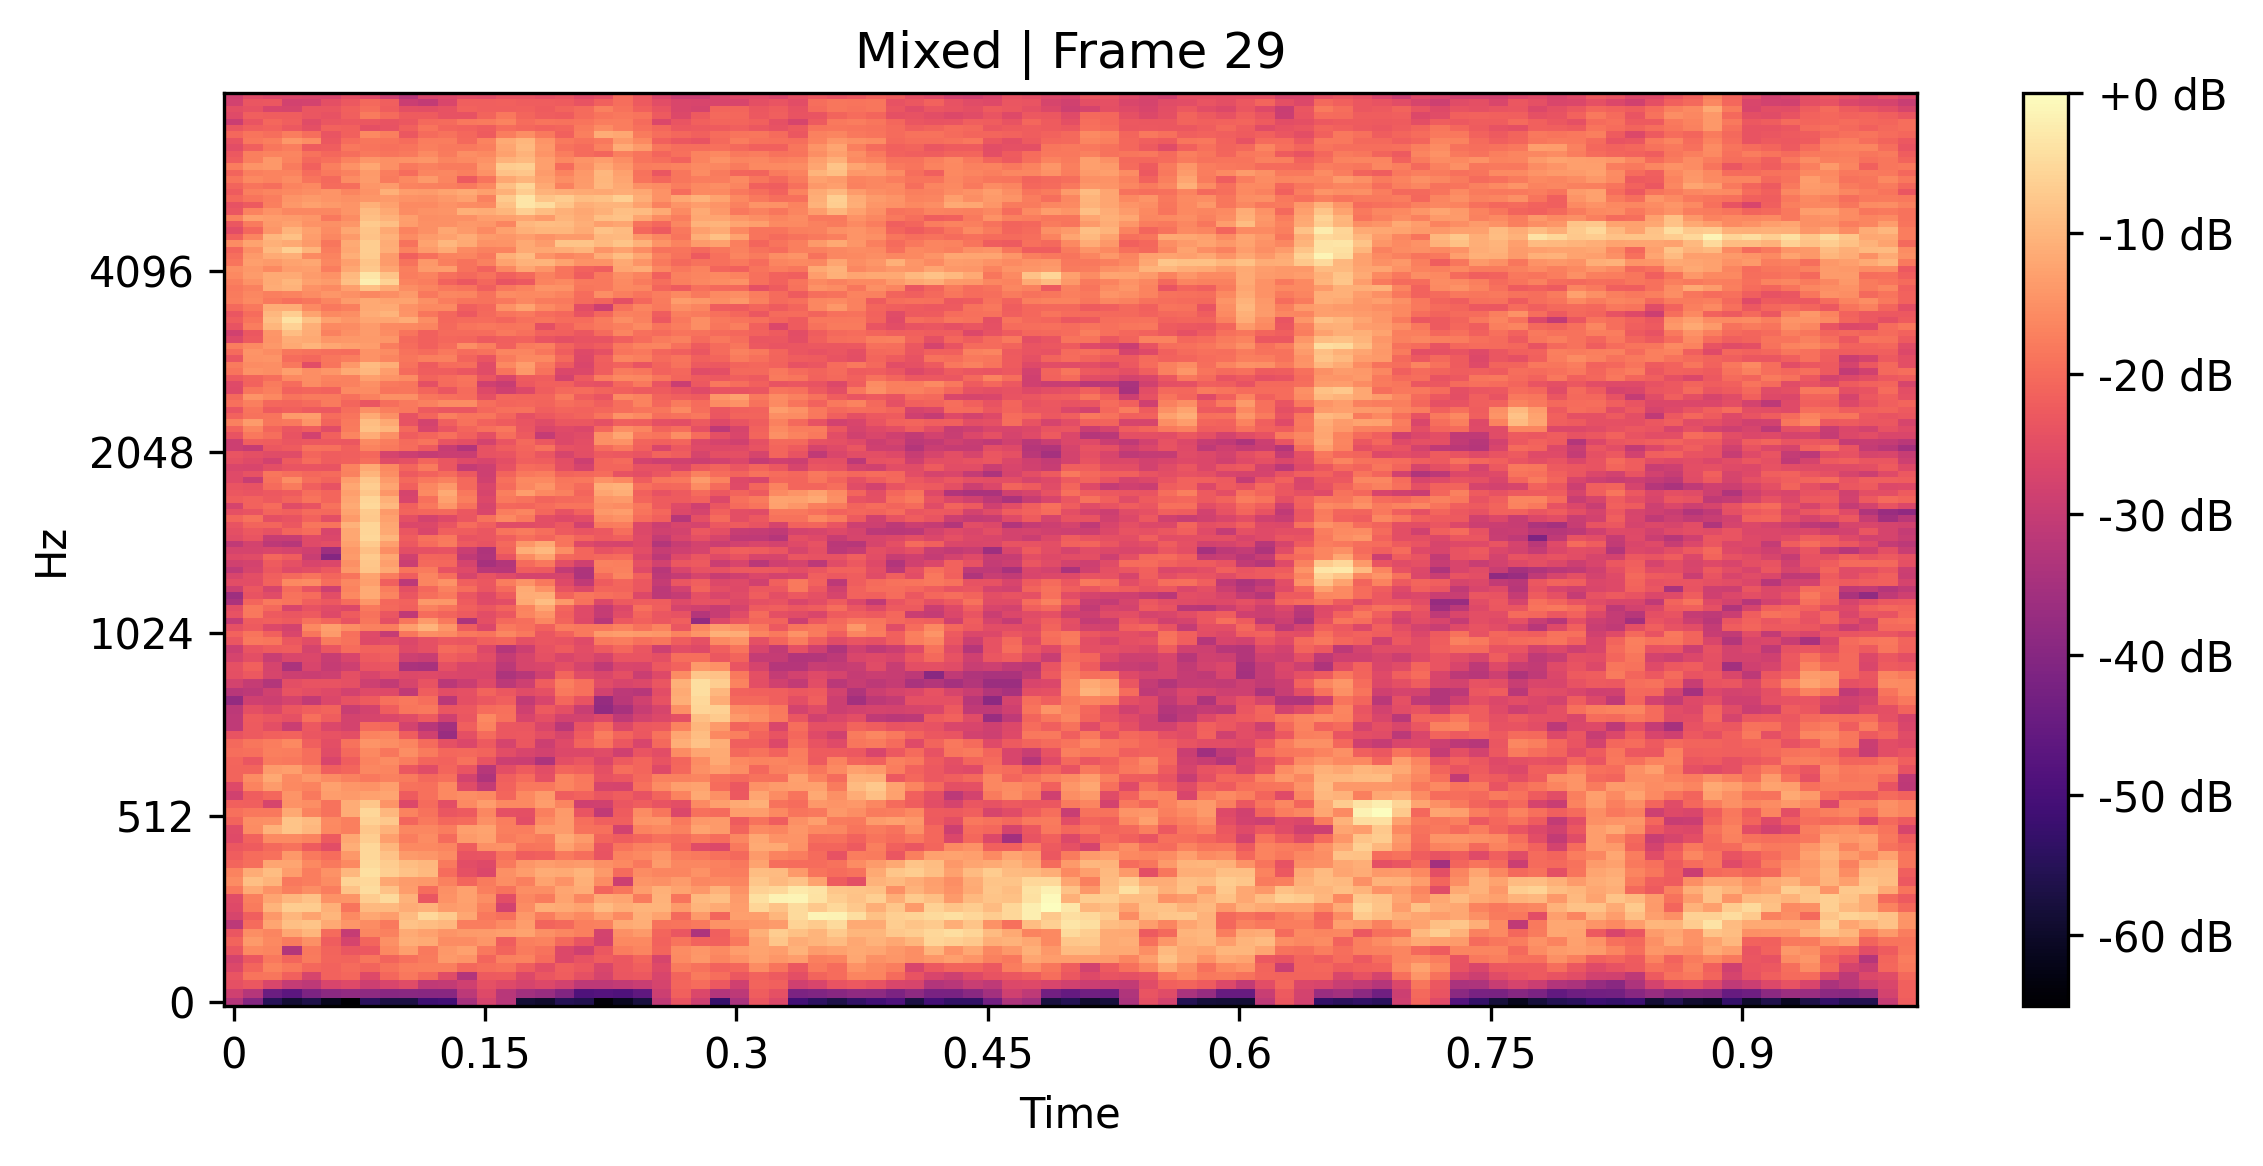 Mixed | Frame 29
+0 dB
-10 dB
-20 dB
-30 dB
-40 dB
-50 dB
-60 dB
Hz
4096
2048
1024
512
0
0 0.15 0.3 0.45 0.6 0.75 0.9
Time